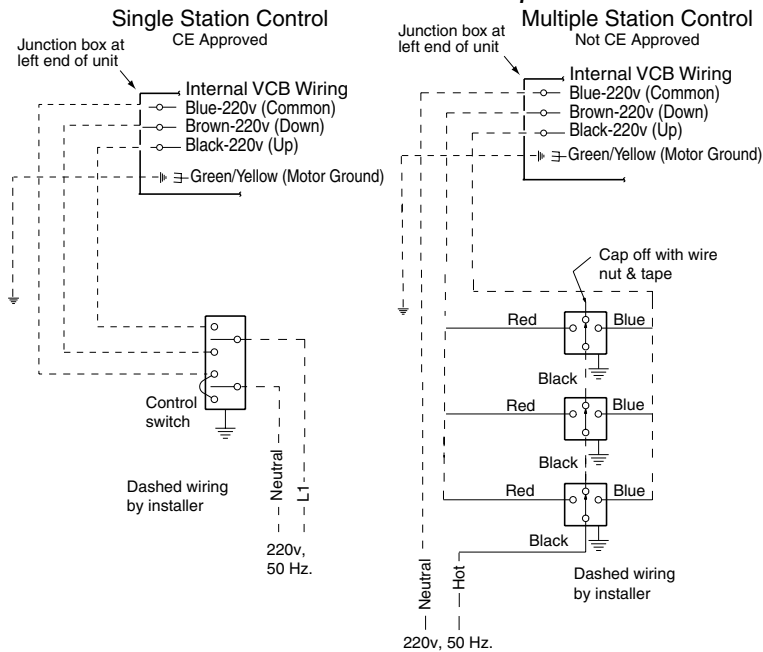 Single Station Control
CE Approved
Junction box at
left end of unit
Internal VCB Wiring
Blue-220v (Common)
Brown-220v (Down)
Black-220v (Up)
Green/Yellow (Motor Ground)
Control
switch
Neutral
L1
Dashed wiring
by installer
220v,
50 Hz.
Multiple Station Control
Not CE Approved
Junction box at
left end of unit
Internal VCB Wiring
Blue-220v (Common)
Brown-220v (Down)
Black-220v (Up)
Green/Yellow (Motor Ground)
Cap off with wire
nut & tape
Red
Blue
Black
Red
Blue
Black
Red
Blue
Black
Neutral
Hot
Dashed wiring
by installer
220v, 50 Hz.